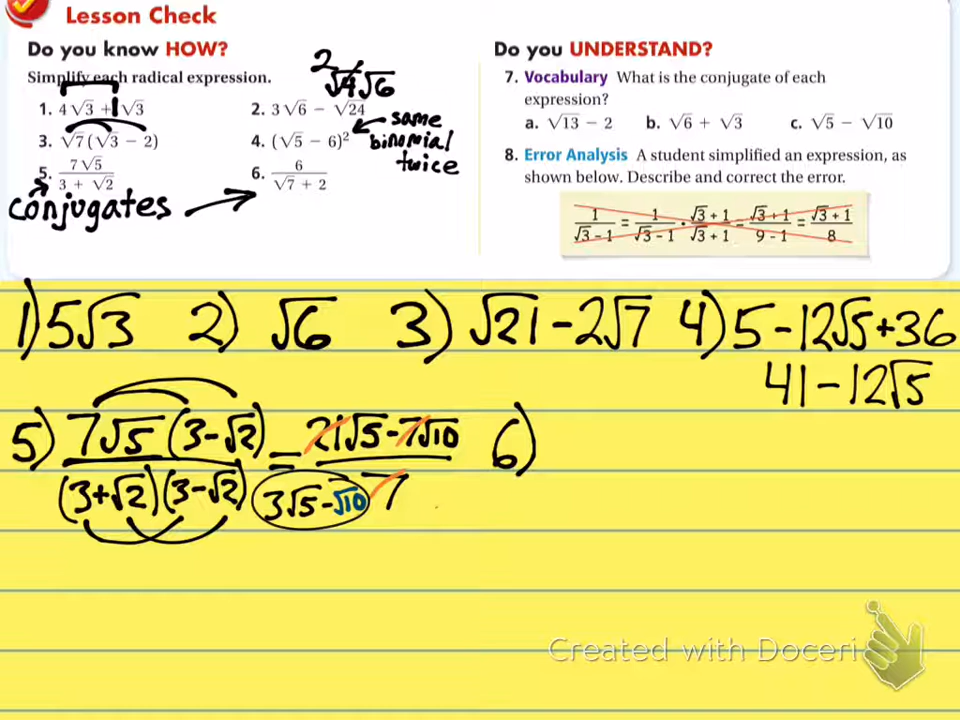 Lesson Check
Do you know HOW?
Simplify each radical expression.
2
√4√6
1. 4√3 + 1√3
2. 3√6 − √24
same
binomial
twice
3. √7(√3 − 2)
4. (√5 − 6)²
5. 7√5 / (3 + √2)
6. 6 / (√7 + 2)
conjugates
Do you UNDERSTAND?
7. Vocabulary What is the conjugate of each
expression?
a. √13 − 2 b. √6 + √3 c. √5 − √10
8. Error Analysis A student simplified an expression, as
shown below. Describe and correct the error.
1/(√3 − 1) = 1/(√3 − 1) · (√3 + 1)/(√3 + 1) = (√3 + 1)/(9 − 1) = (√3 + 1)/8
1) 5√3 2) √6 3) √21 − 2√7 4) 5 − 12√5 + 36
41 − 12√5
5) 7√5 (3 − √2) / (3 + √2)(3 − √2) = 21√5 − 7√10 / 7
3√5 − √10
6)
Created with Doceri